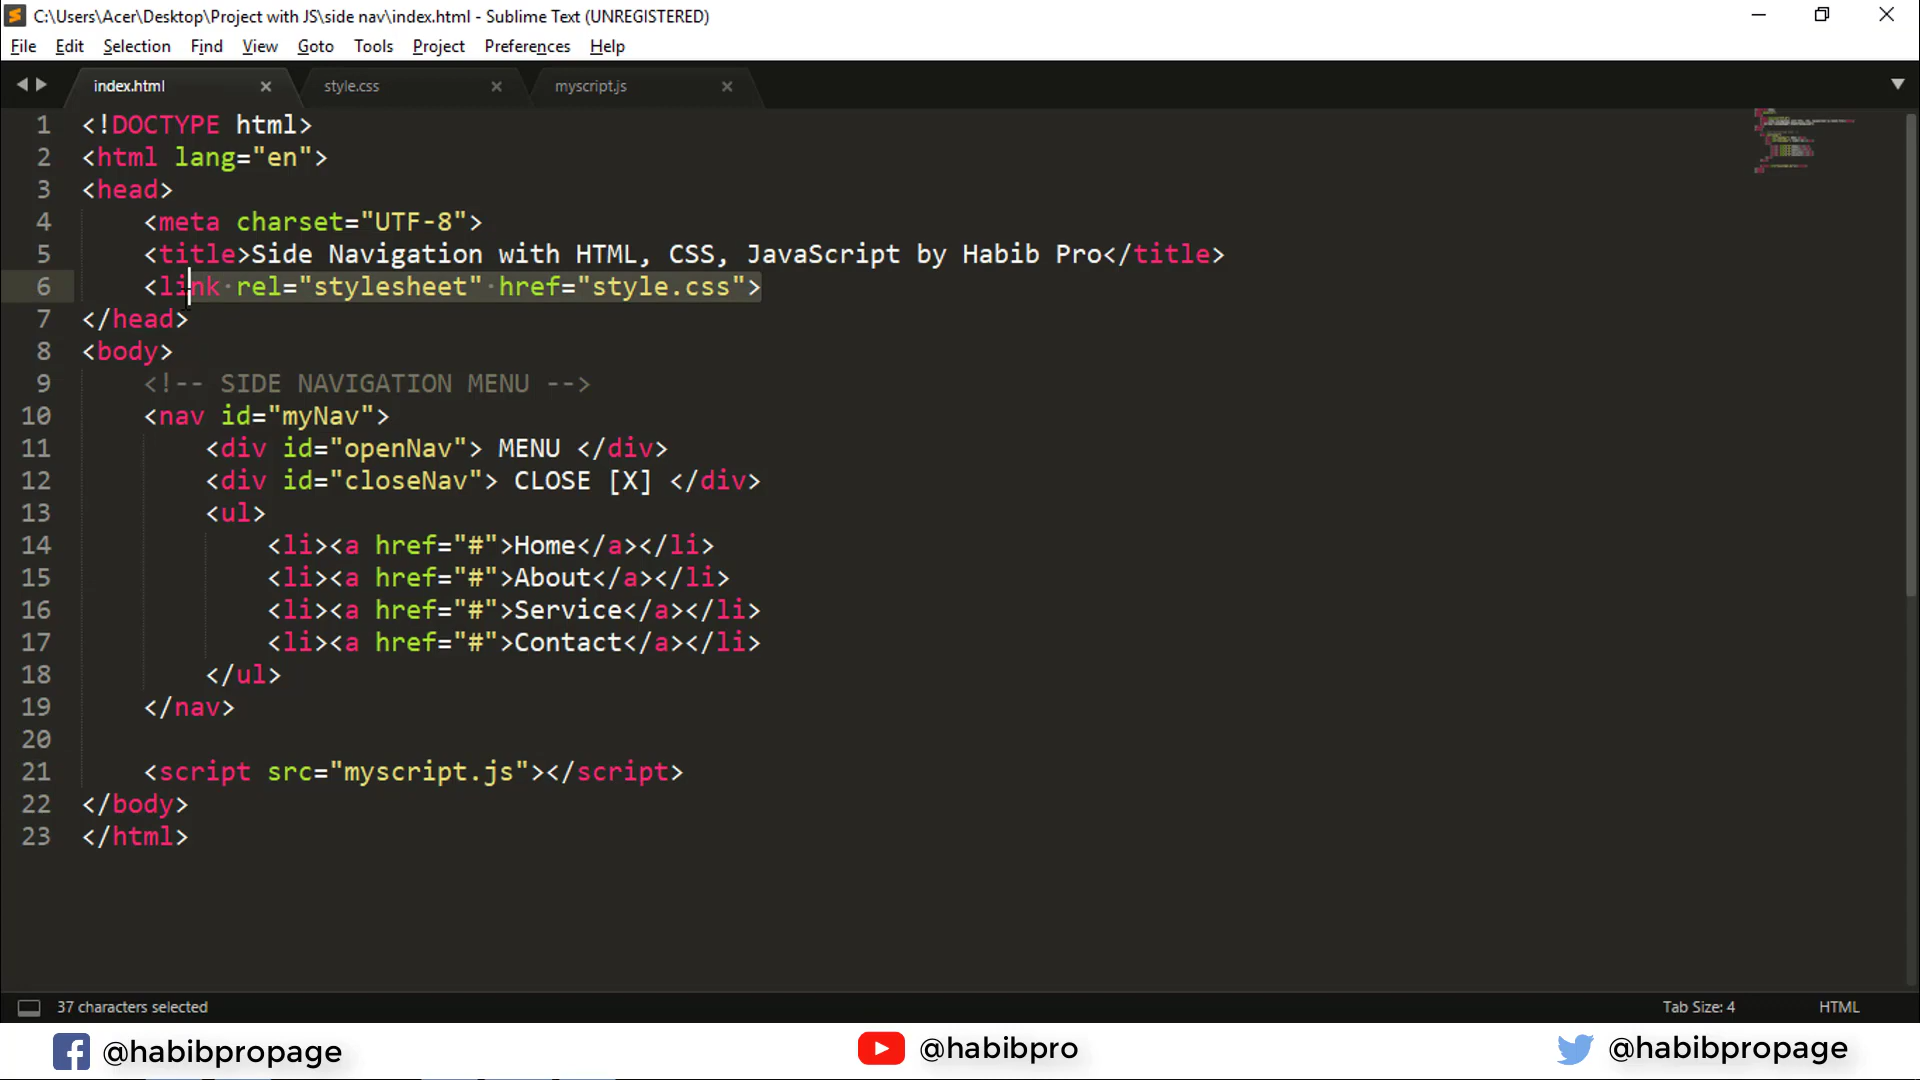 C:\Users\Acer\Desktop\Project with JS\side nav\index.html - Sublime Text (UNREGISTERED)
File Edit Selection Find View Goto Tools Project Preferences Help
index.html style.css myscript.js
1 <!DOCTYPE html>
2 <html lang="en">
3 <head>
4 <meta charset="UTF-8">
5 <title>Side Navigation with HTML, CSS, JavaScript by Habib Pro</title>
6 <link rel="stylesheet" href="style.css">
7 </head>
8 <body>
9 <!-- SIDE NAVIGATION MENU -->
10 <nav id="myNav">
11 <div id="openNav"> MENU </div>
12 <div id="closeNav"> CLOSE [X] </div>
13 <ul>
14 <li><a href="#">Home</a></li>
15 <li><a href="#">About</a></li>
16 <li><a href="#">Service</a></li>
17 <li><a href="#">Contact</a></li>
18 </ul>
19 </nav>
20
21 <script src="myscript.js"></script>
22 </body>
23 </html>
37 characters selected Tab Size: 4 HTML
@habibpropage @habibpro @habibpropage